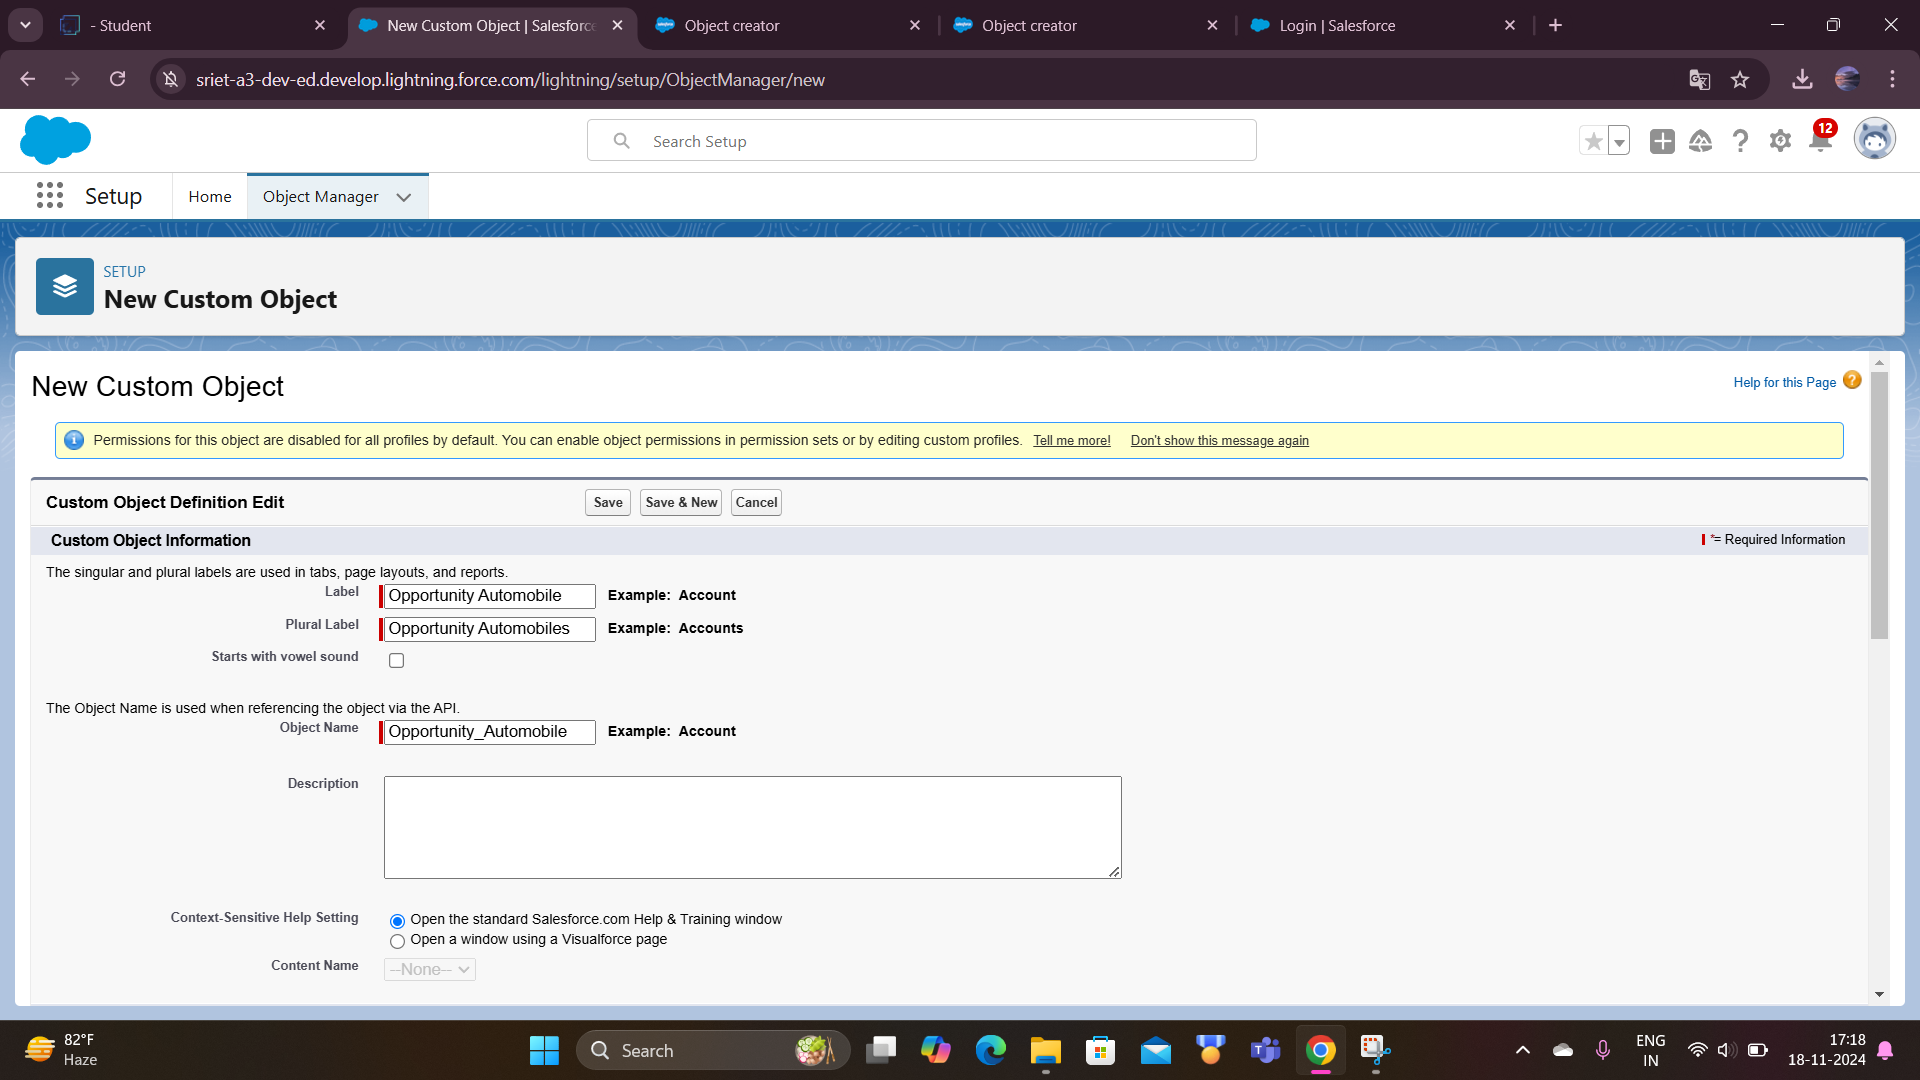 - Student
New Custom Object | Salesforce
Object creator
Object creator
Login | Salesforce
sriet-a3-dev-ed.develop.lightning.force.com/lightning/setup/ObjectManager/new
Search Setup
12
Setup
Home
Object Manager
SETUP
New Custom Object
New Custom Object
Help for this Page
Permissions for this object are disabled for all profiles by default. You can enable object permissions in permission sets or by editing custom profiles. Tell me more! Don't show this message again
Custom Object Definition Edit
Save
Save & New
Cancel
Custom Object Information
* = Required Information
The singular and plural labels are used in tabs, page layouts, and reports.
Label
Opportunity Automobile
Example: Account
Plural Label
Opportunity Automobiles
Example: Accounts
Starts with vowel sound
The Object Name is used when referencing the object via the API.
Object Name
Opportunity_Automobile
Example: Account
Description
Context-Sensitive Help Setting
Open the standard Salesforce.com Help & Training window
Open a window using a Visualforce page
Content Name
--None--
82°F
Haze
Search
ENG
IN
17:18
18-11-2024